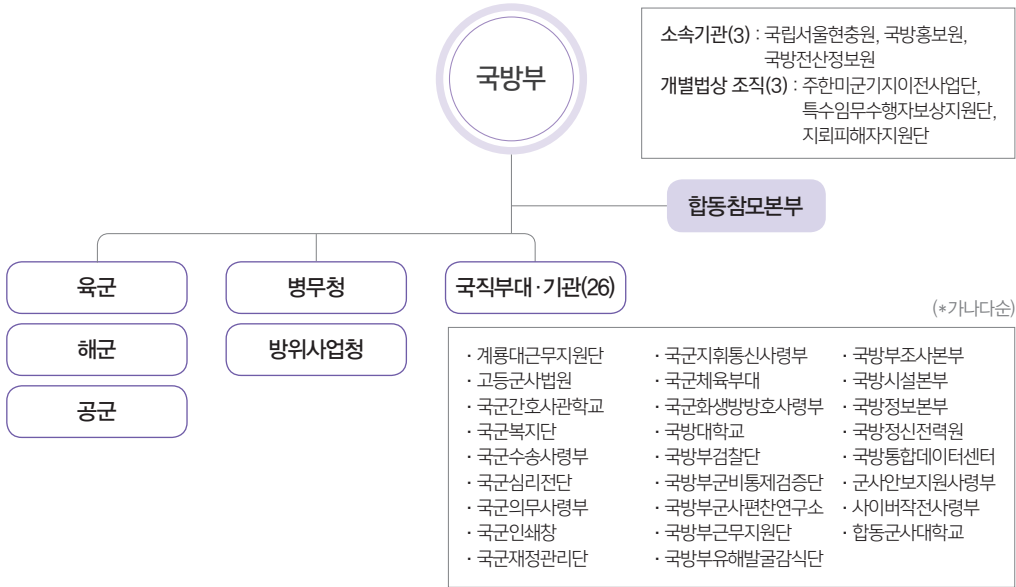 국방부
소속기관(3) : 국립서울현충원, 국방홍보원,
국방전산정보원
개별법상 조직(3) : 주한미군기지이전사업단,
특수임무수행자보상지원단,
지뢰피해자지원단
합동참모본부
육군
해군
공군
병무청
방위사업청
국직부대·기관(26)
(*가나다순)
· 계룡대근무지원단
· 고등군사법원
· 국군간호사관학교
· 국군복지단
· 국군수송사령부
· 국군심리전단
· 국군의무사령부
· 국군인쇄창
· 국군재정관리단
· 국군지휘통신사령부
· 국군체육부대
· 국군화생방방호사령부
· 국방대학교
· 국방부검찰단
· 국방부군비통제검증단
· 국방부군사편찬연구소
· 국방부근무지원단
· 국방부유해발굴감식단
· 국방부조사본부
· 국방시설본부
· 국방정보본부
· 국방정신전력원
· 국방통합데이터센터
· 군사안보지원사령부
· 사이버작전사령부
· 합동군사대학교